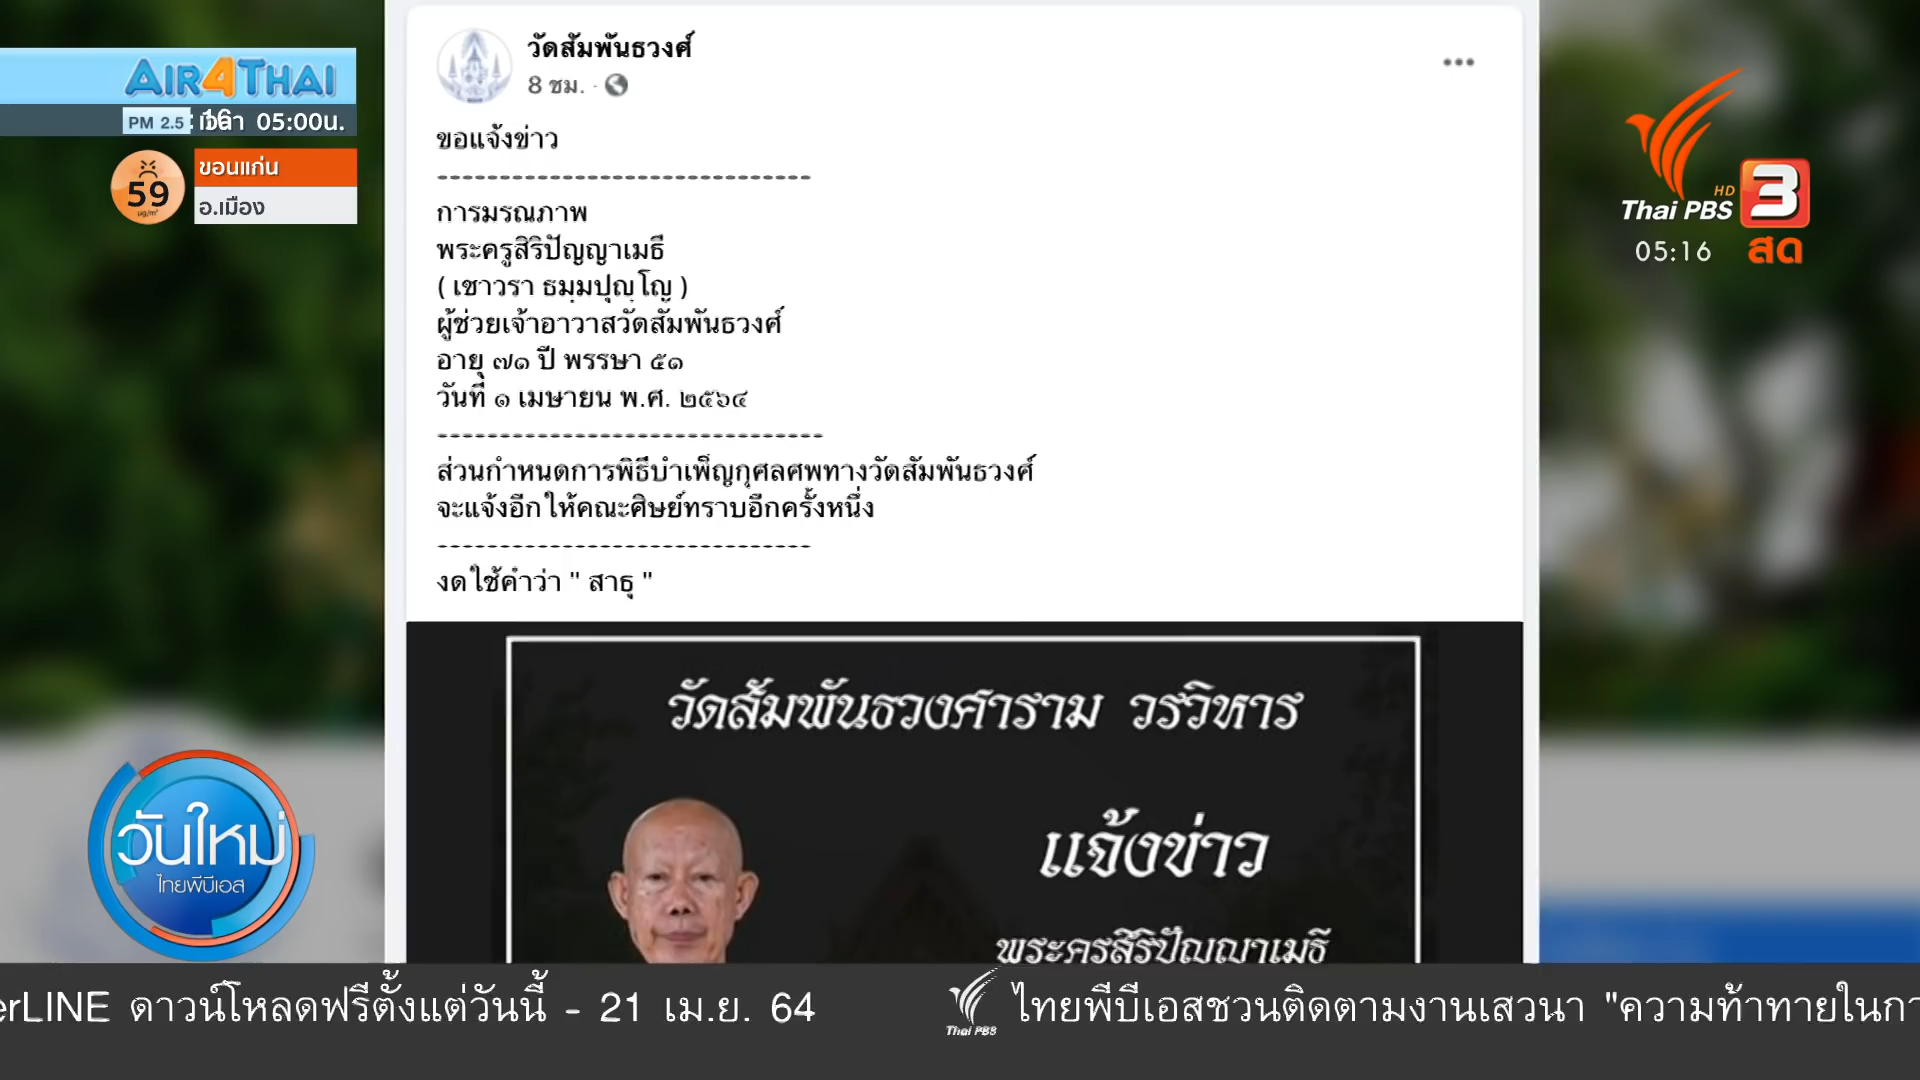 AIR4THAI
PM 2.5
เวลา 05:00น.
59
ug/m³
ขอนแก่น
อ.เมือง
วัดสัมพันธวงศ์
8 ชม.
ขอแจ้งข่าว
------------------------------
การมรณภาพ
พระครูสิริปัญญาเมธี
( เชาวรา ธมฺมปุญฺโญ )
ผู้ช่วยเจ้าอาวาสวัดสัมพันธวงศ์
อายุ ๗๑ ปี พรรษา ๕๑
วันที่ ๑ เมษายน พ.ศ. ๒๕๖๔
-------------------------------
ส่วนกำหนดการพิธีบำเพ็ญกุศลศพทางวัดสัมพันธวงศ์
จะแจ้งอีกให้คณะศิษย์ทราบอีกครั้งหนึ่ง
------------------------------
งดใช้คำว่า " สาธุ "
วัดสัมพันธวงศาราม วรวิหาร
แจ้งข่าว
พระครูสิริปัญญาเมธี
Thai PBS HD 3
05:16 สด
วันใหม่
ไทยพีบีเอส
erLINE ดาวน์โหลดฟรีตั้งแต่วันนี้ - 21 เม.ย. 64
Thai PBS
ไทยพีบีเอสชวนติดตามงานเสวนา "ความท้าทายในกา